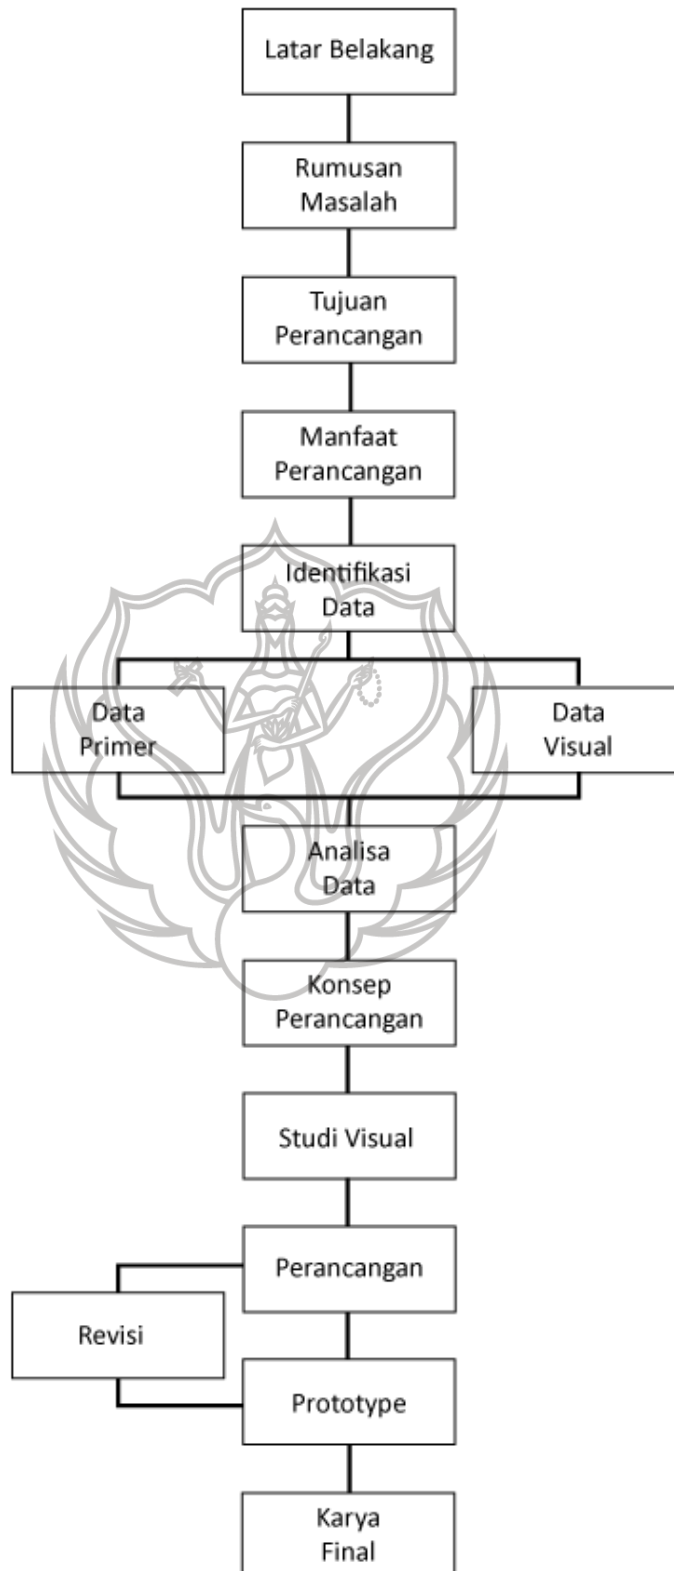 Latar Belakang
Rumusan
Masalah
Tujuan
Perancangan
Manfaat
Perancangan
Identifikasi
Data
Data
Primer
Data
Visual
Analisa
Data
Konsep
Perancangan
Studi Visual
Perancangan
Revisi
Prototype
Karya
Final